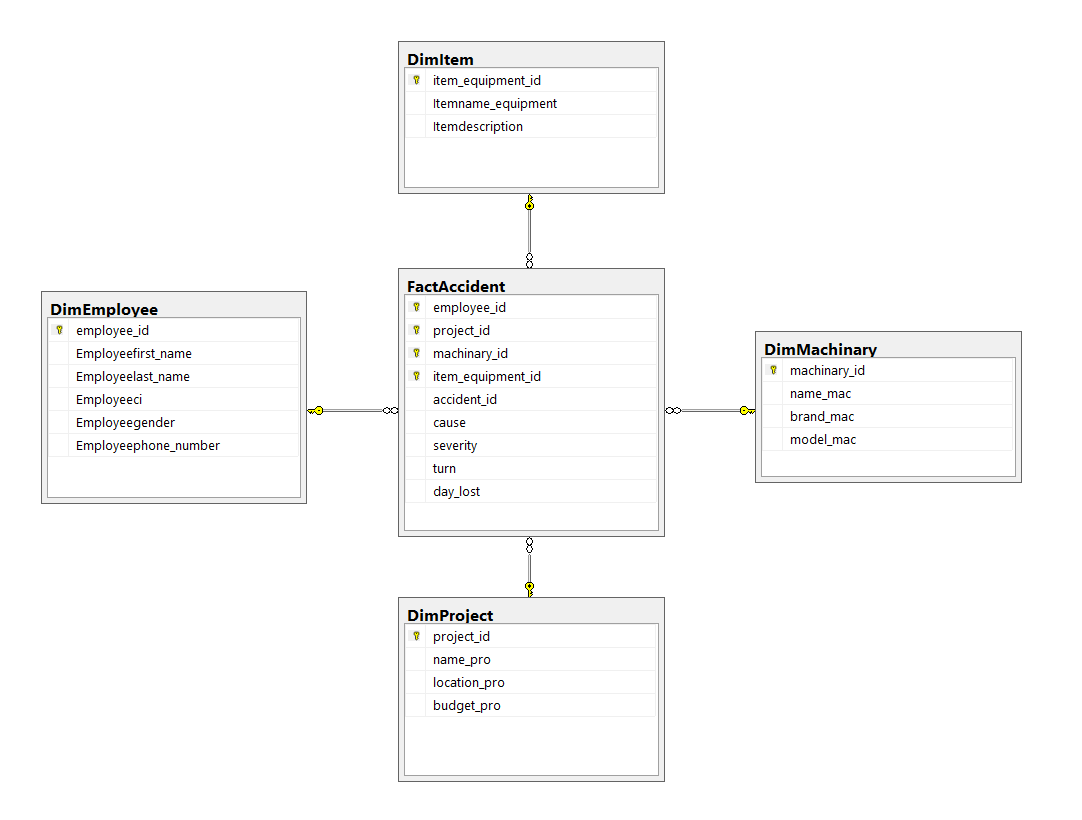 DimItem
item_equipment_id
Itemname_equipment
Itemdescription
FactAccident
employee_id
project_id
machinary_id
item_equipment_id
accident_id
cause
severity
turn
day_lost
DimEmployee
employee_id
Employeefirst_name
Employeelast_name
Employeeci
Employeegender
Employeephone_number
DimMachinary
machinary_id
name_mac
brand_mac
model_mac
DimProject
project_id
name_pro
location_pro
budget_pro